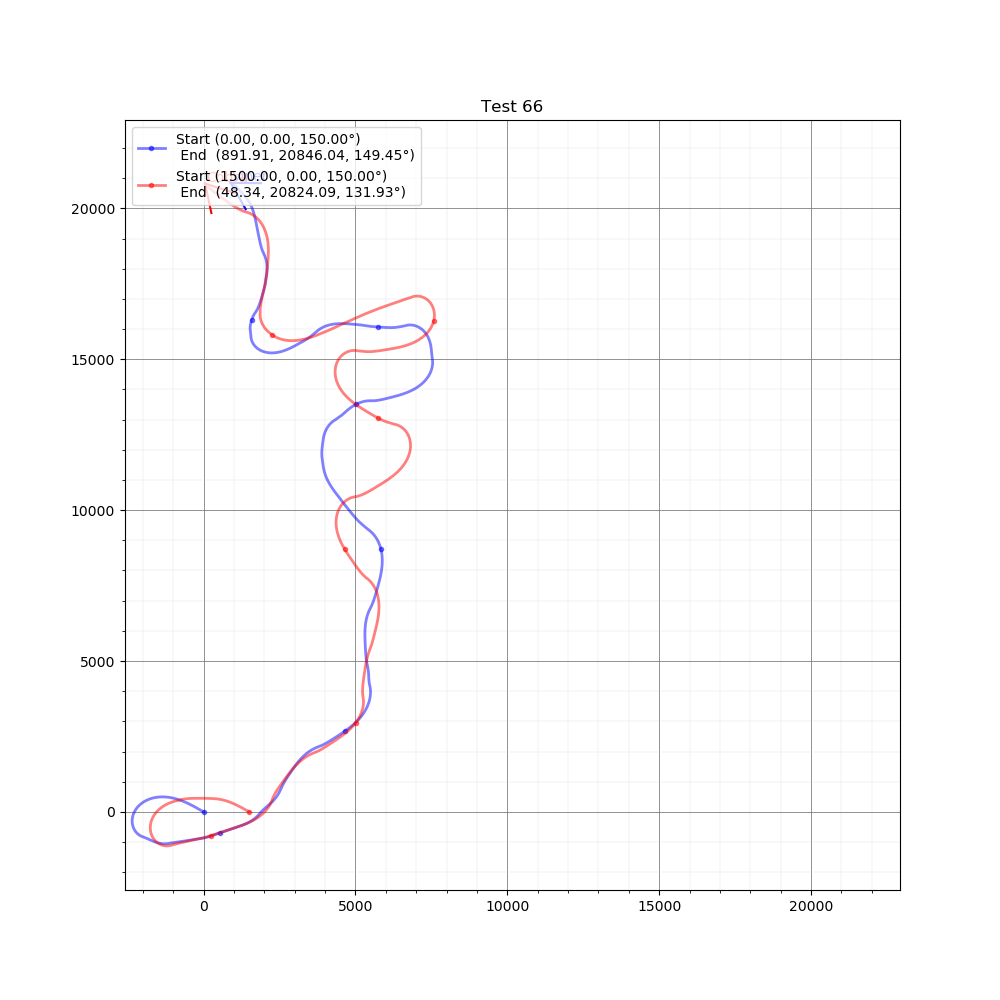 Test 66
Start (0.00, 0.00, 150.00°)
End  (891.91, 20846.04, 149.45°)
Start (1500.00, 0.00, 150.00°)
End  (48.34, 20824.09, 131.93°)
20000
15000
10000
5000
0
0 5000 10000 15000 20000